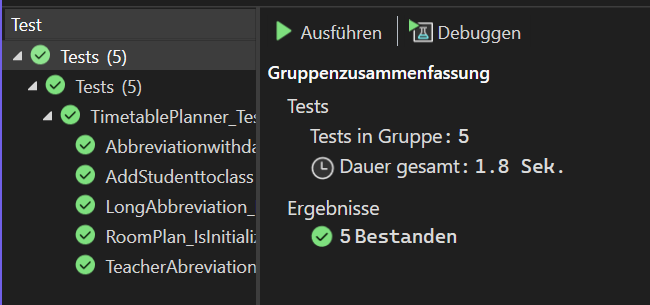 Test
Tests (5)
Tests (5)
TimetablePlanner_Tes
Abbreviationwithda
AddStudenttoclass
LongAbbreviation_
RoomPlan_IsInitializ
TeacherAbreviation
Ausführen
Debuggen
Gruppenzusammenfassung
Tests
Tests in Gruppe: 5
Dauer gesamt: 1.8 Sek.
Ergebnisse
5 Bestanden